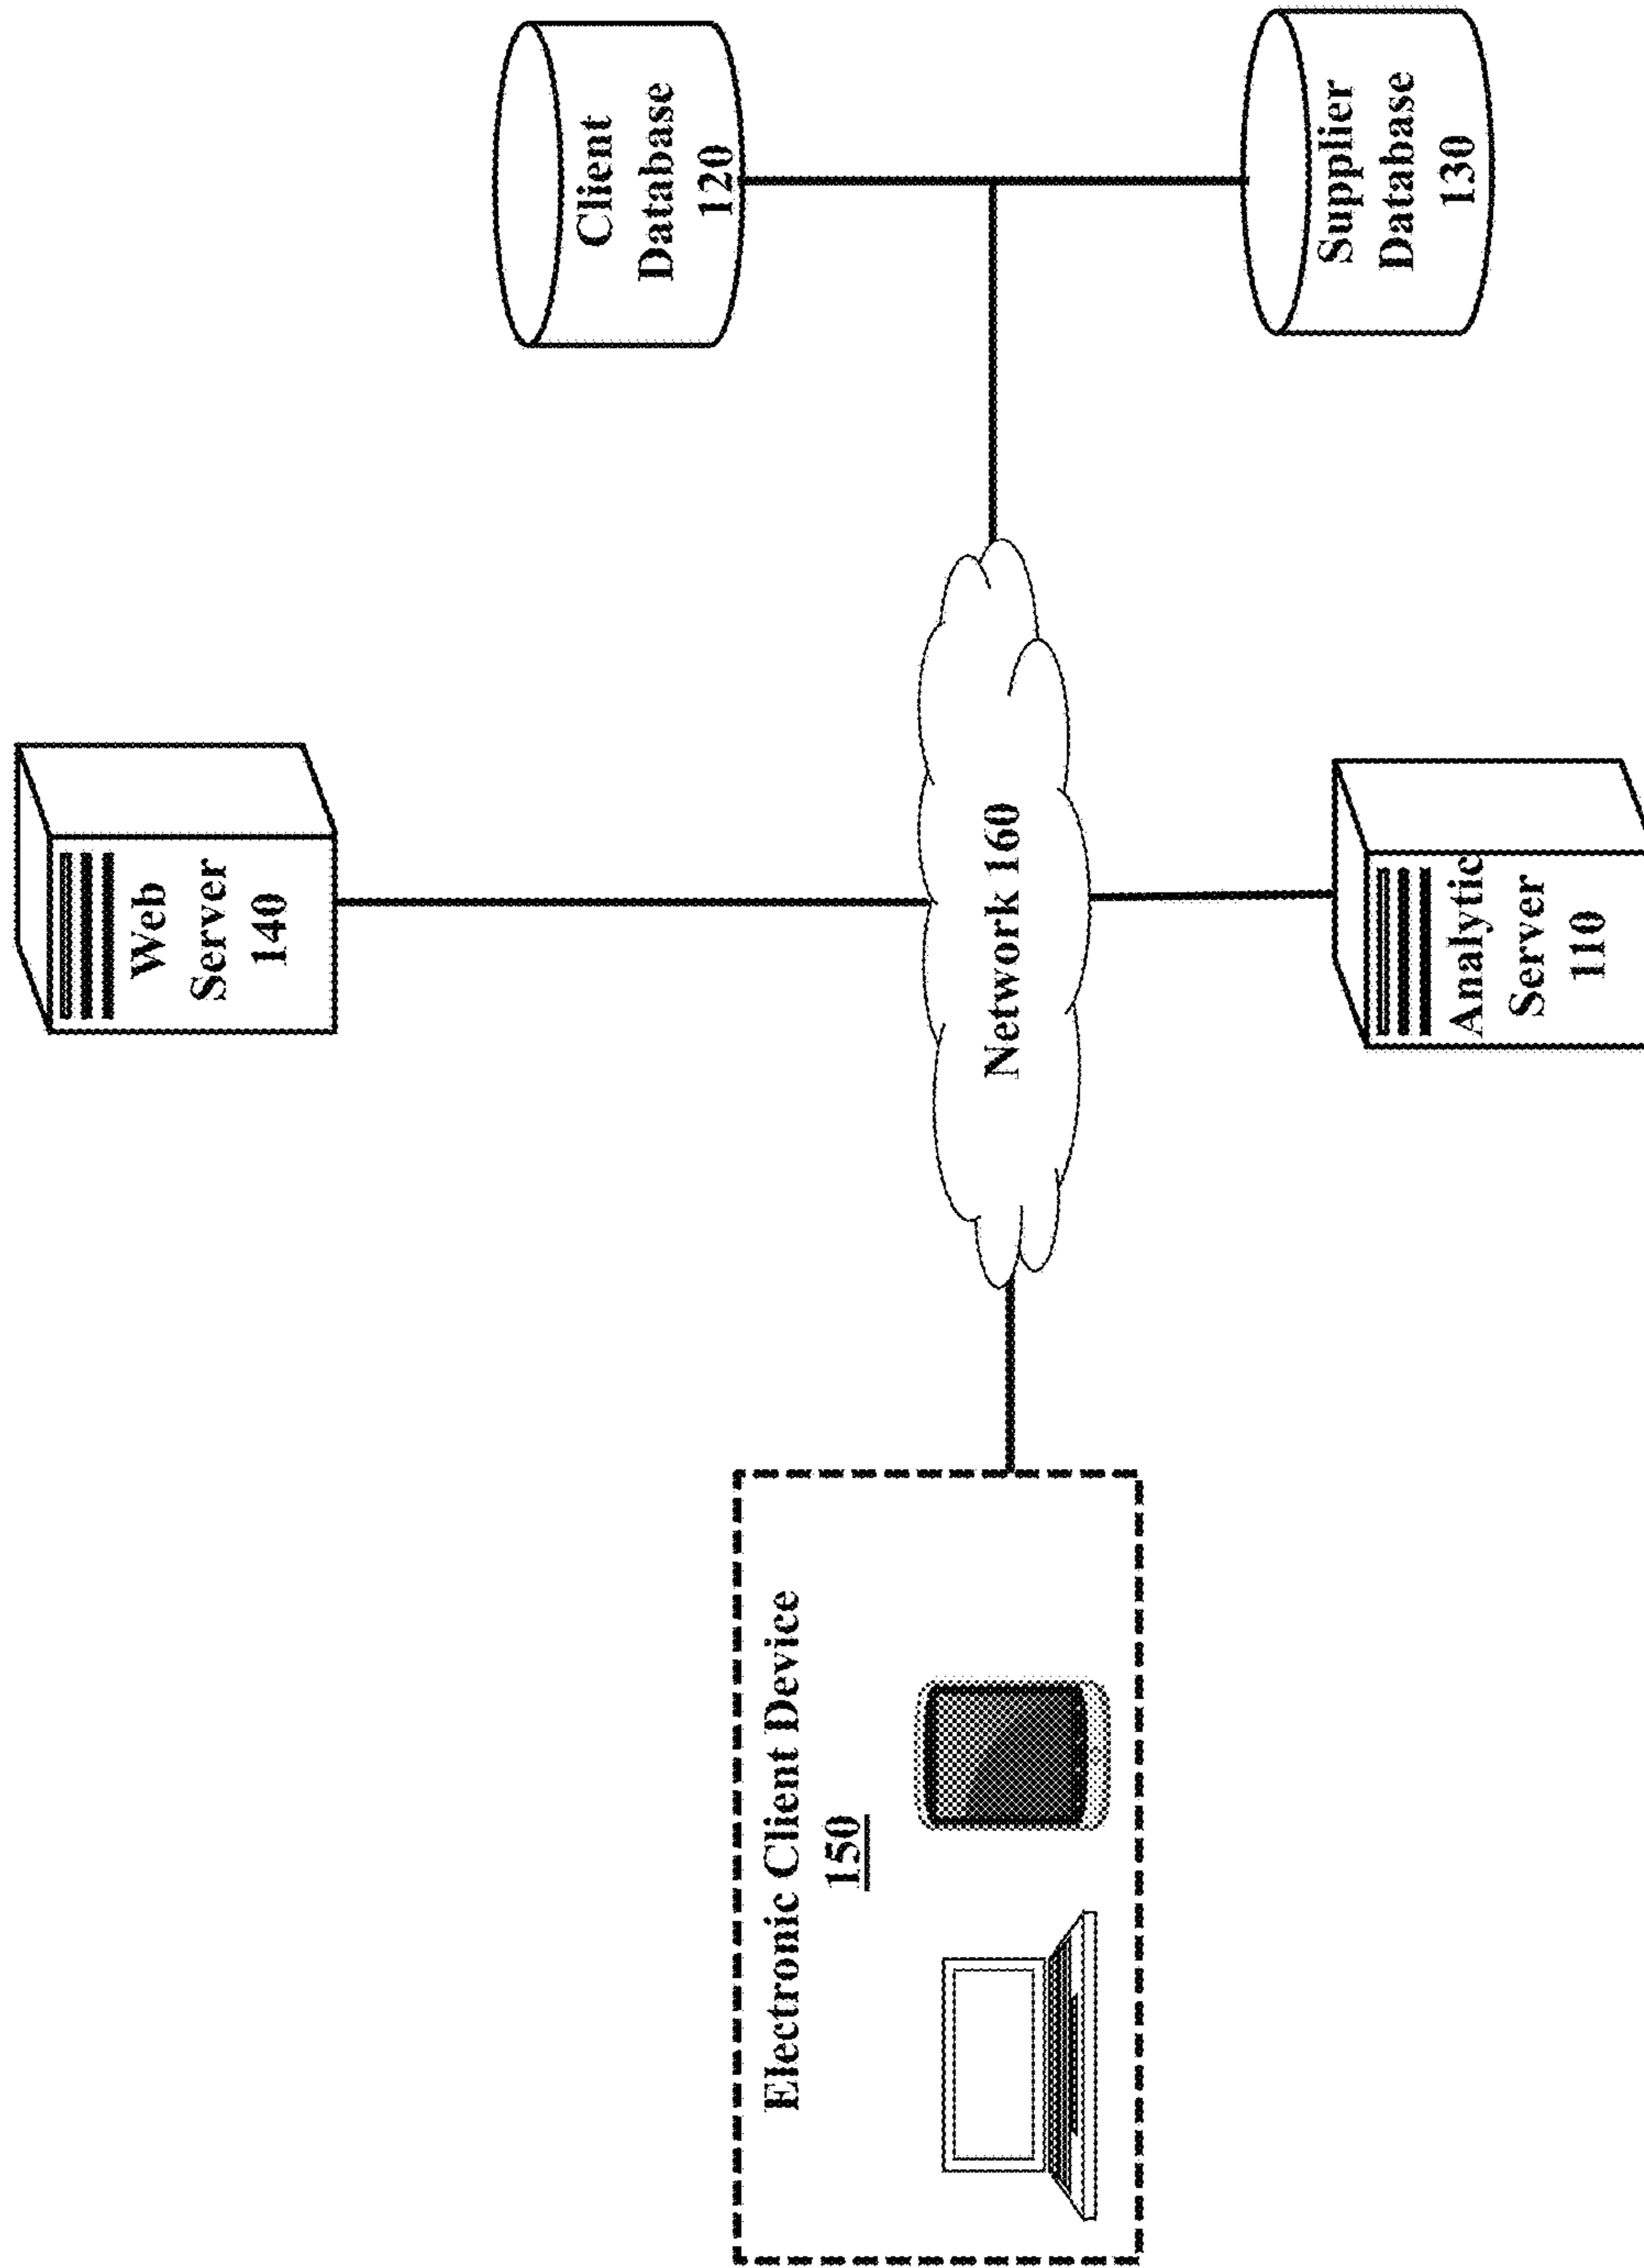 Web
Server
140
Electronic Client Device
150
Network 160
Client
Database
120
Analytic
Server
110
Supplier
Database
130